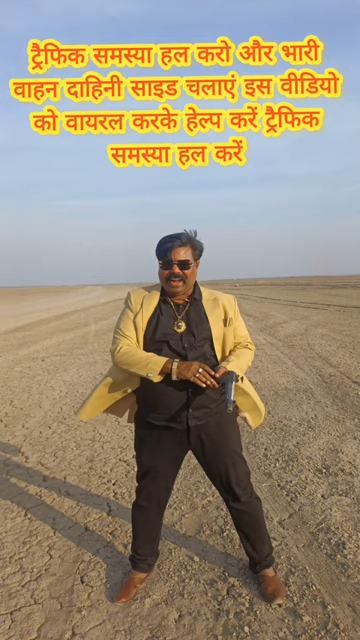 ट्रैफिक समस्या हल करो और भारी
वाहन दाहिनी साइड चलाएं इस वीडियो
को वायरल करके हेल्प करें ट्रैफिक
समस्या हल करें